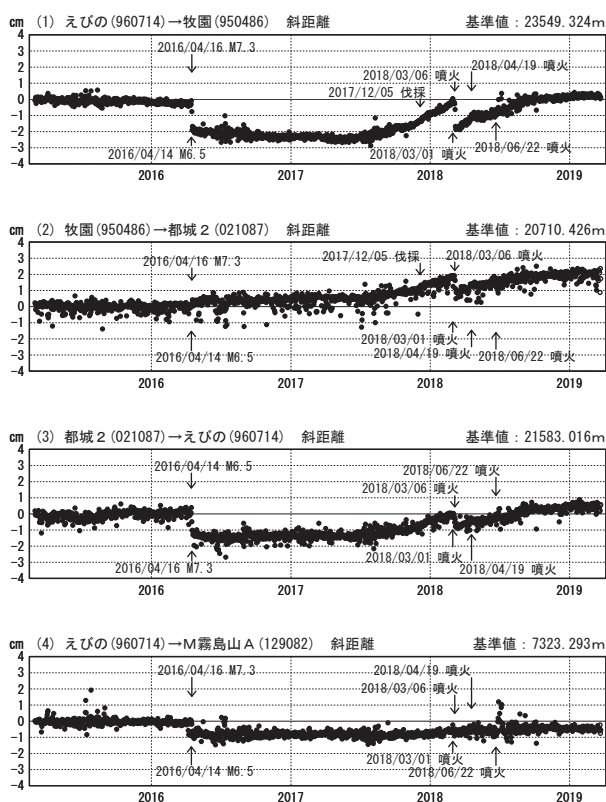 (1) えびの(960714)→牧園(950486) 斜距離 基準値:23549.324m
cm
4
3
2
1
0
-1
-2
-3
-4
2016/04/16 M7.3
2018/03/06 噴火
2018/04/19 噴火
2017/12/05 伐採
2016/04/14 M6.5
2018/03/01 噴火
2018/06/22 噴火
2016 2017 2018 2019
(2) 牧園(950486)→都城2(021087) 斜距離 基準値:20710.426m
cm
4
3
2
1
0
-1
-2
-3
-4
2016/04/16 M7.3
2017/12/05 伐採
2018/03/06 噴火
2016/04/14 M6.5
2018/03/01 噴火
2018/04/19 噴火
2018/06/22 噴火
2016 2017 2018 2019
(3) 都城2(021087)→えびの(960714) 斜距離 基準値:21583.016m
cm
4
3
2
1
0
-1
-2
-3
-4
2016/04/14 M6.5
2018/06/22 噴火
2018/03/06 噴火
2016/04/16 M7.3
2018/03/01 噴火
2018/04/19 噴火
2016 2017 2018 2019
(4) えびの(960714)→M霧島山A(129082) 斜距離 基準値:7323.293m
cm
4
3
2
1
0
-1
-2
-3
-4
2016/04/16 M7.3
2018/04/19 噴火
2018/03/06 噴火
2016/04/14 M6.5
2018/03/01 噴火
2018/06/22 噴火
2016 2017 2018 2019